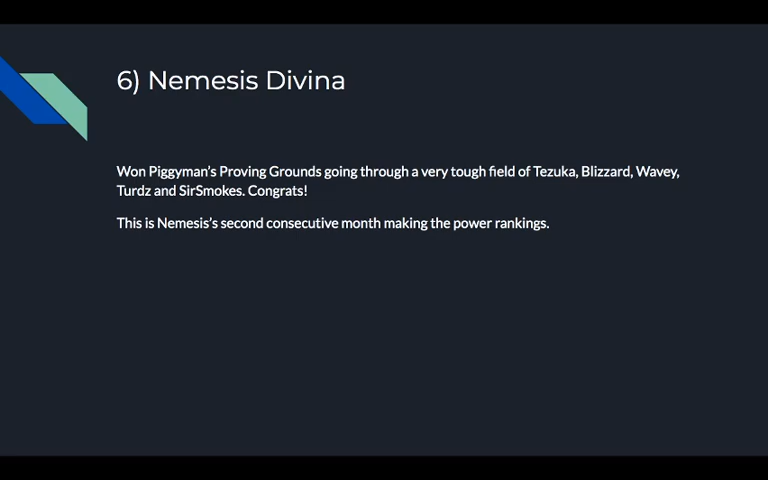 6) Nemesis Divina
Won Piggyman's Proving Grounds going through a very tough field of Tezuka, Blizzard, Wavey,
Turdz and SirSmokes. Congrats!
This is Nemesis's second consecutive month making the power rankings.